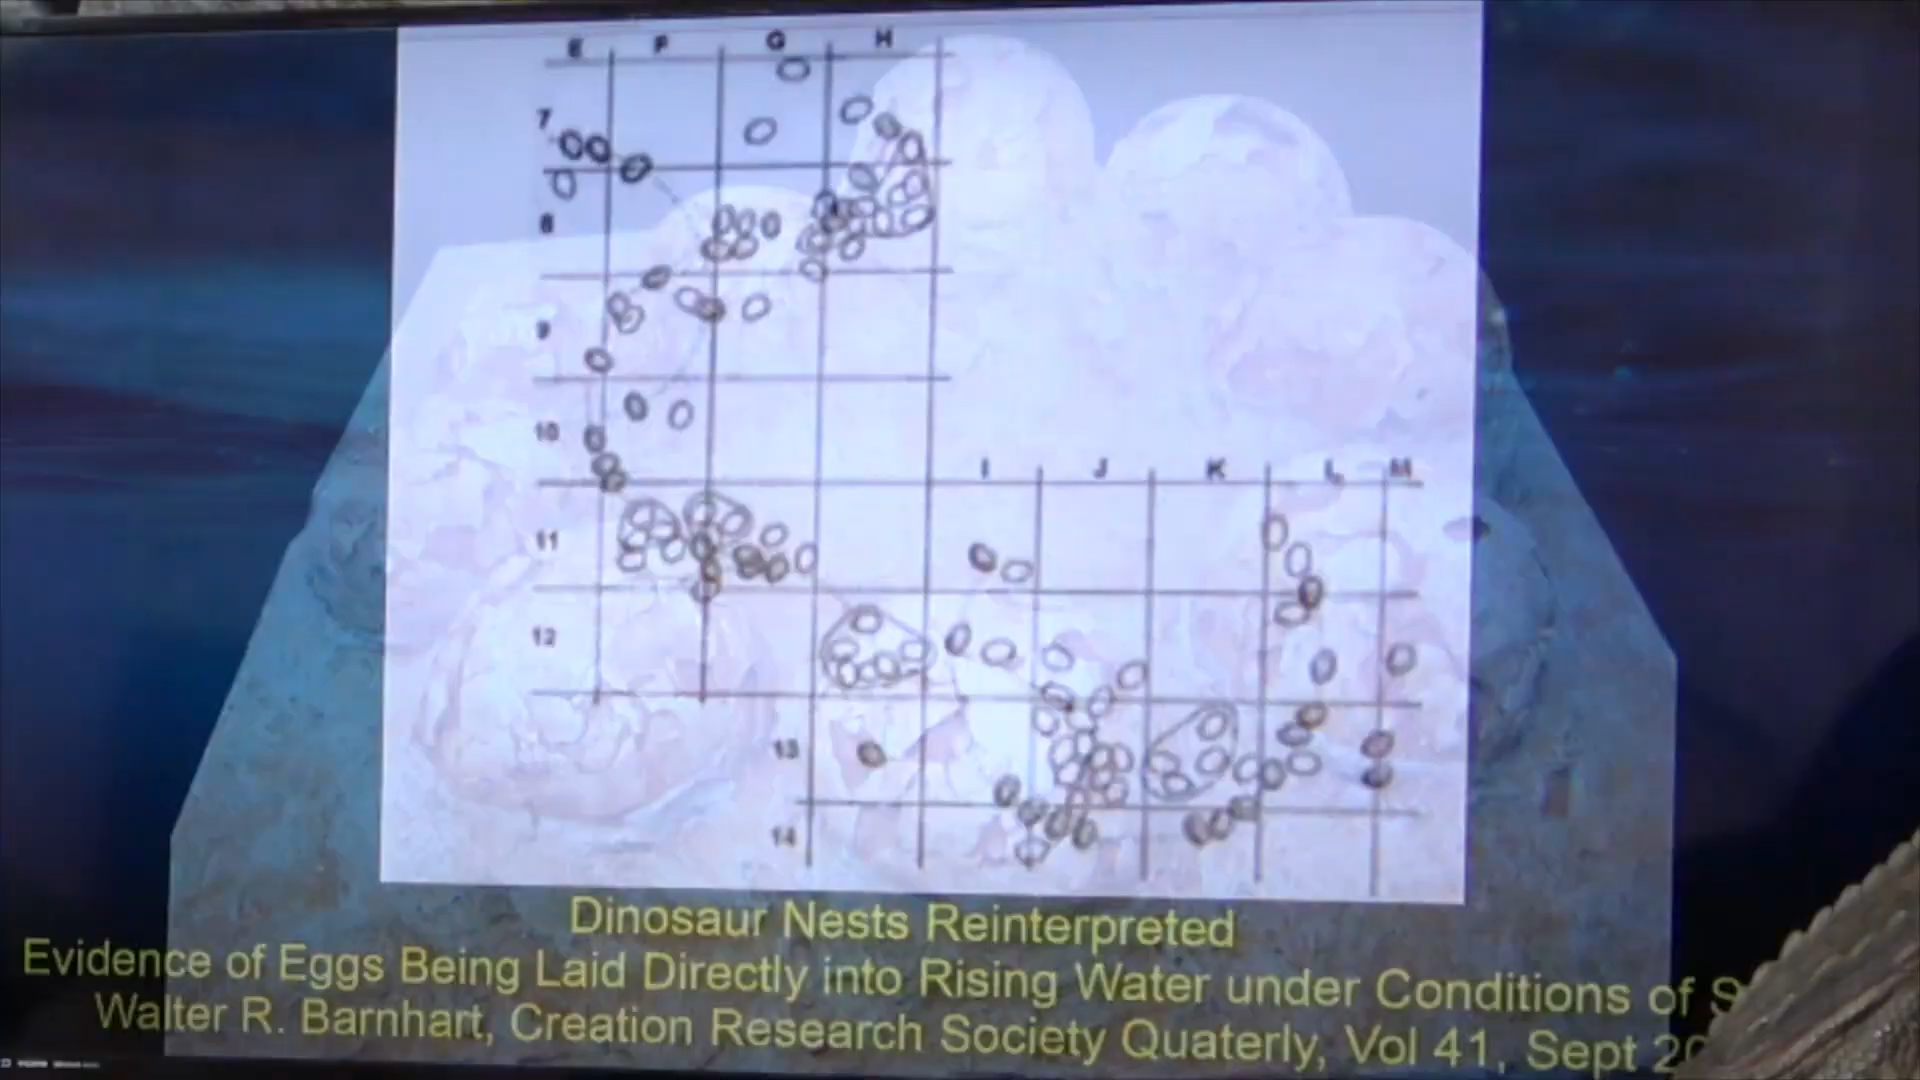 E F G H
7
8
9
10
I J K L M
11
12
13
14
Dinosaur Nests Reinterpreted
Evidence of Eggs Being Laid Directly into Rising Water under Conditions of
Walter R. Barnhart, Creation Research Society Quaterly, Vol 41, Sept